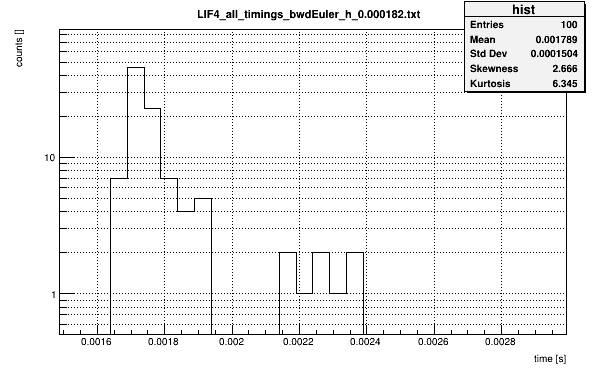 LIF4_all_timings_bwdEuler_h_0.000182.txt
hist
Entries 100
Mean 0.001789
Std Dev 0.0001504
Skewness 2.666
Kurtosis 6.345
counts []
10
1
0.0016 0.0018 0.002 0.0022 0.0024 0.0026 0.0028
time [s]